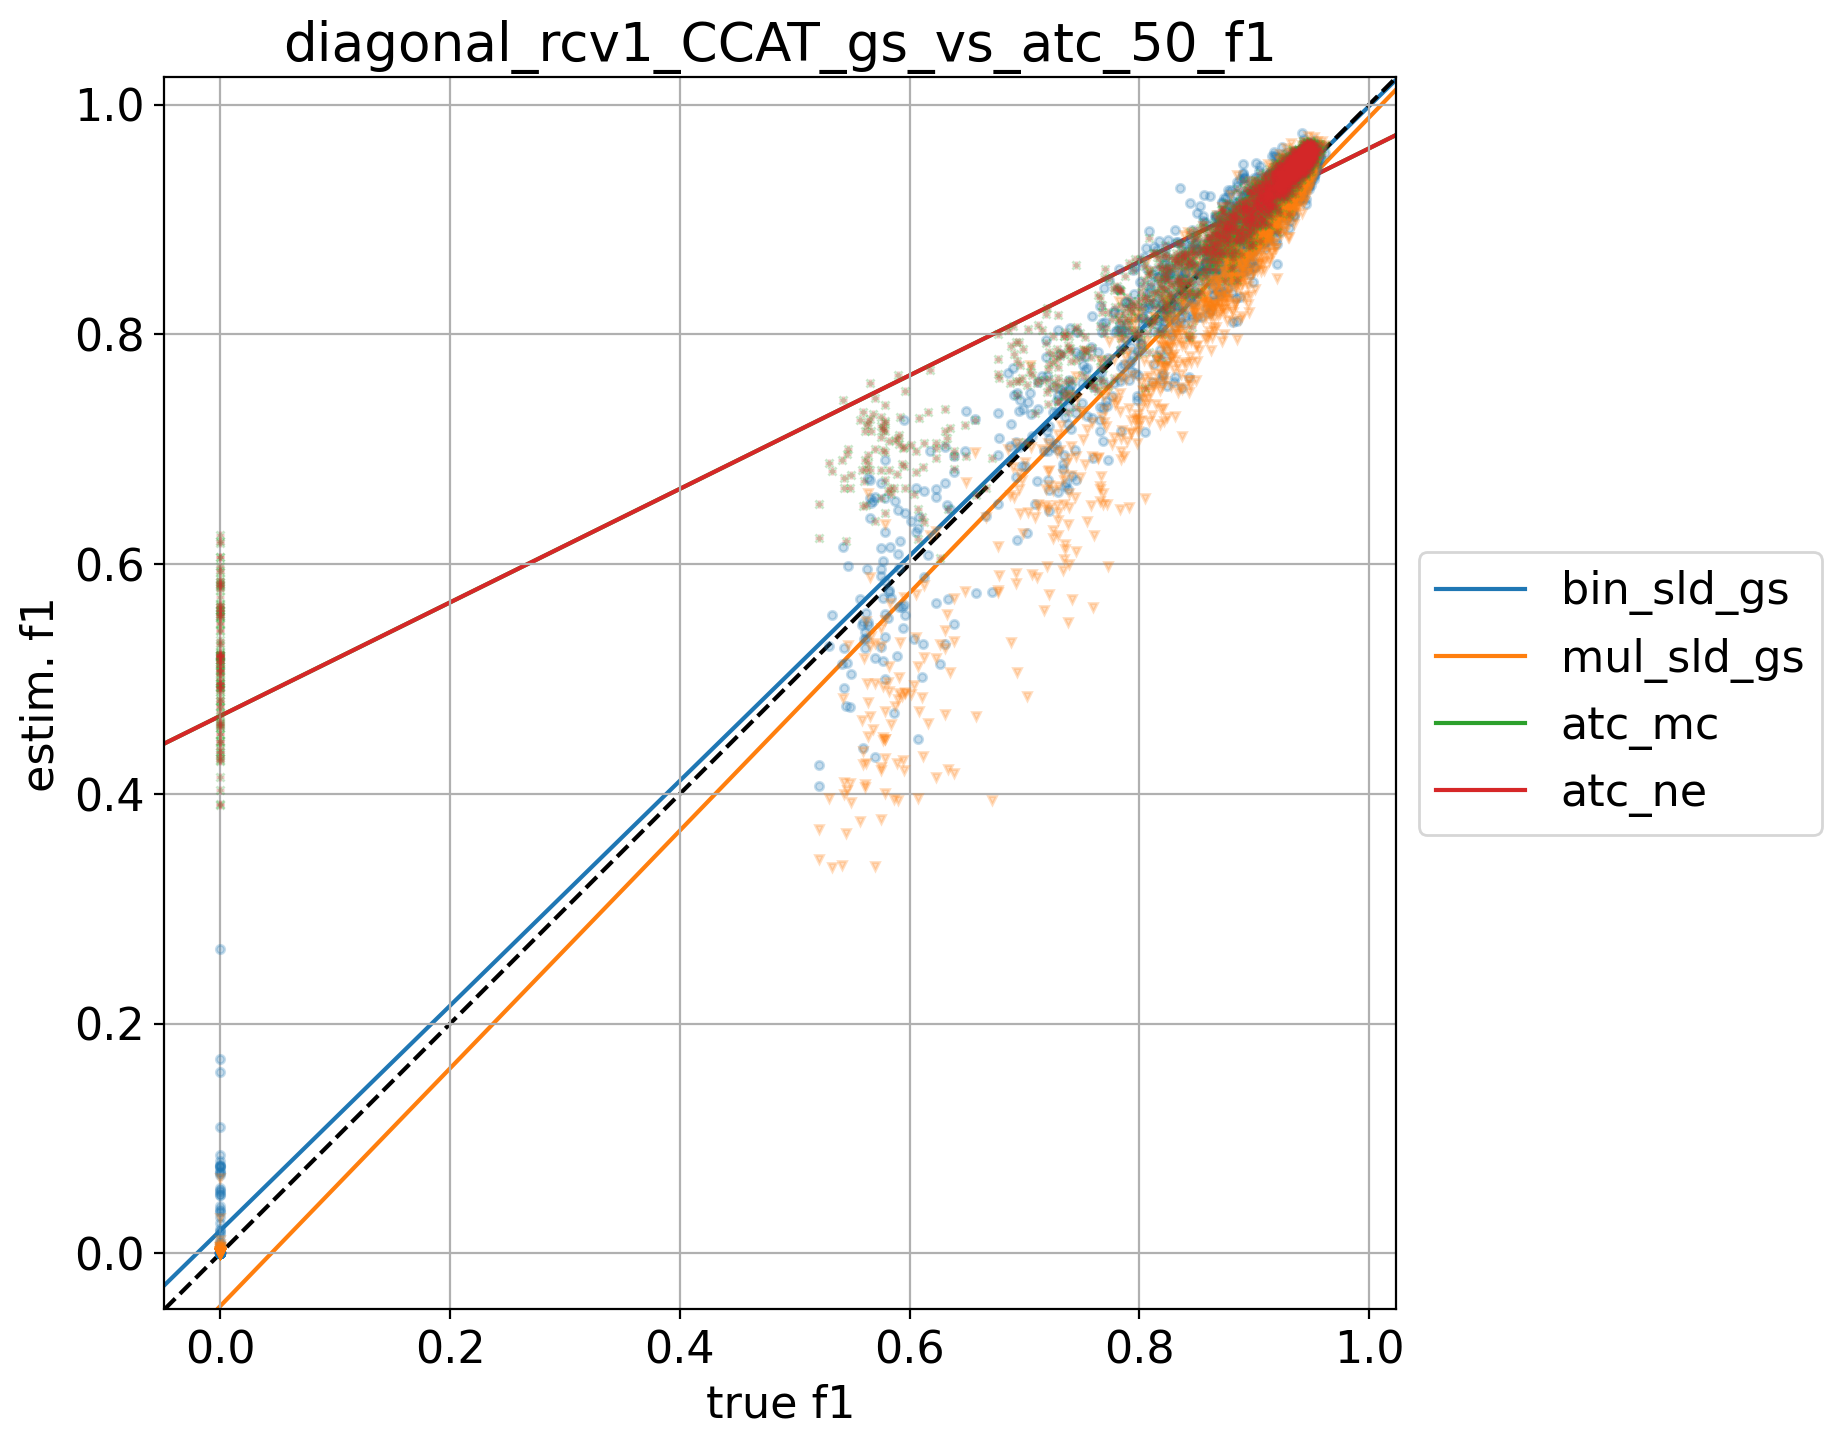 diagonal_rcv1_CCAT_gs_vs_atc_50_f1
1.0
0.8
0.6
0.4
0.2
0.0
estim. f1
0.0 0.2 0.4 0.6 0.8 1.0
true f1
bin_sld_gs
mul_sld_gs
atc_mc
atc_ne